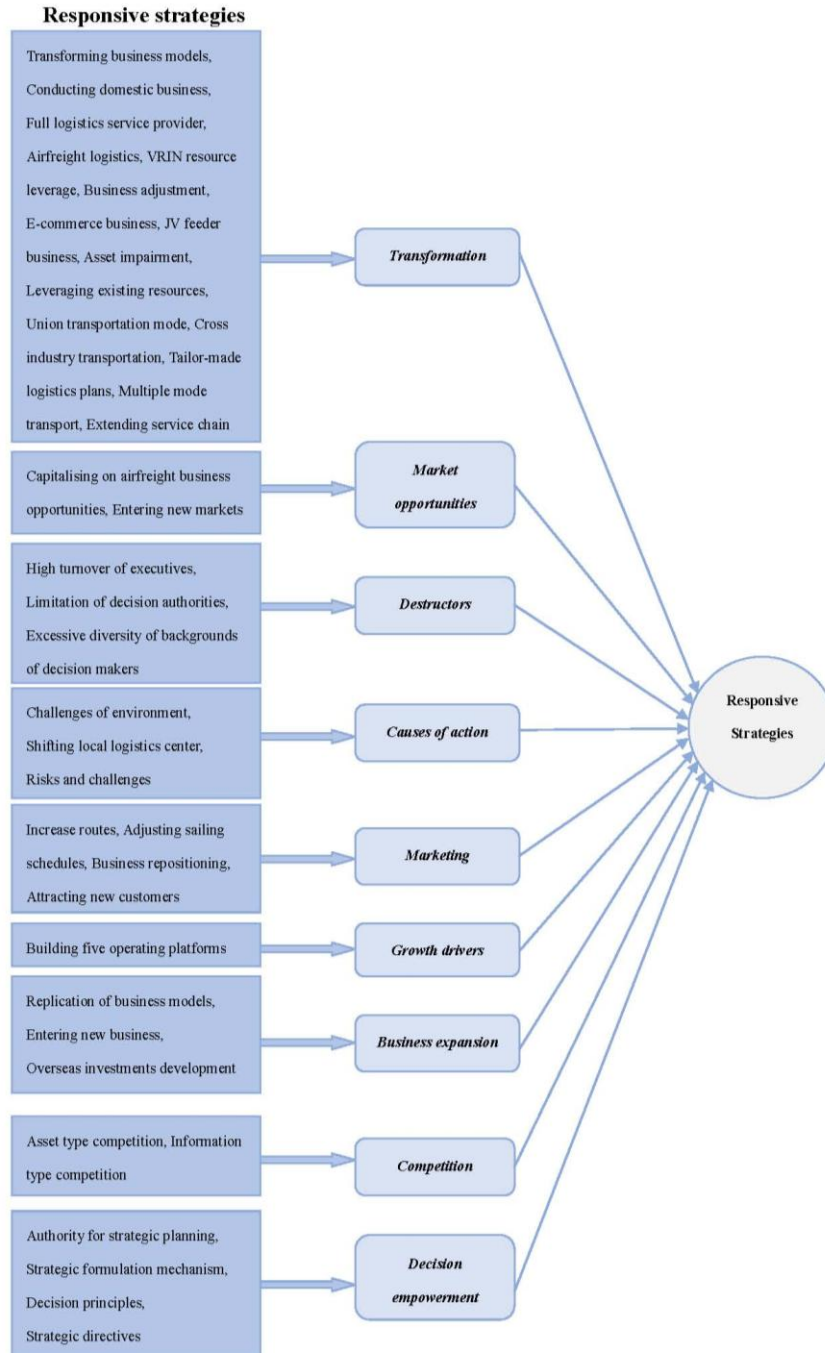 Responsive strategies
Transforming business models,
Conducting domestic business,
Full logistics service provider,
Airfreight logistics, VRIN resource
leverage, Business adjustment,
E-commerce business, JV feeder
business, Asset impairment,
Leveraging existing resources,
Union transportation mode, Cross
industry transportation, Tailor-made
logistics plans, Multiple mode
transport, Extending service chain
Transformation
Capitalising on airfreight business
opportunities, Entering new markets
Market
opportunities
High turnover of executives,
Limitation of decision authorities,
Excessive diversity of backgrounds
of decision makers
Destructors
Challenges of environment,
Shifting local logistics center,
Risks and challenges
Causes of action
Increase routes, Adjusting sailing
schedules, Business repositioning,
Attracting new customers
Marketing
Building five operating platforms
Growth drivers
Replication of business models,
Entering new business,
Overseas investments development
Business expansion
Asset type competition, Information
type competition
Competition
Authority for strategic planning,
Strategic formulation mechanism,
Decision principles,
Strategic directives
Decision
empowerment
Responsive
Strategies